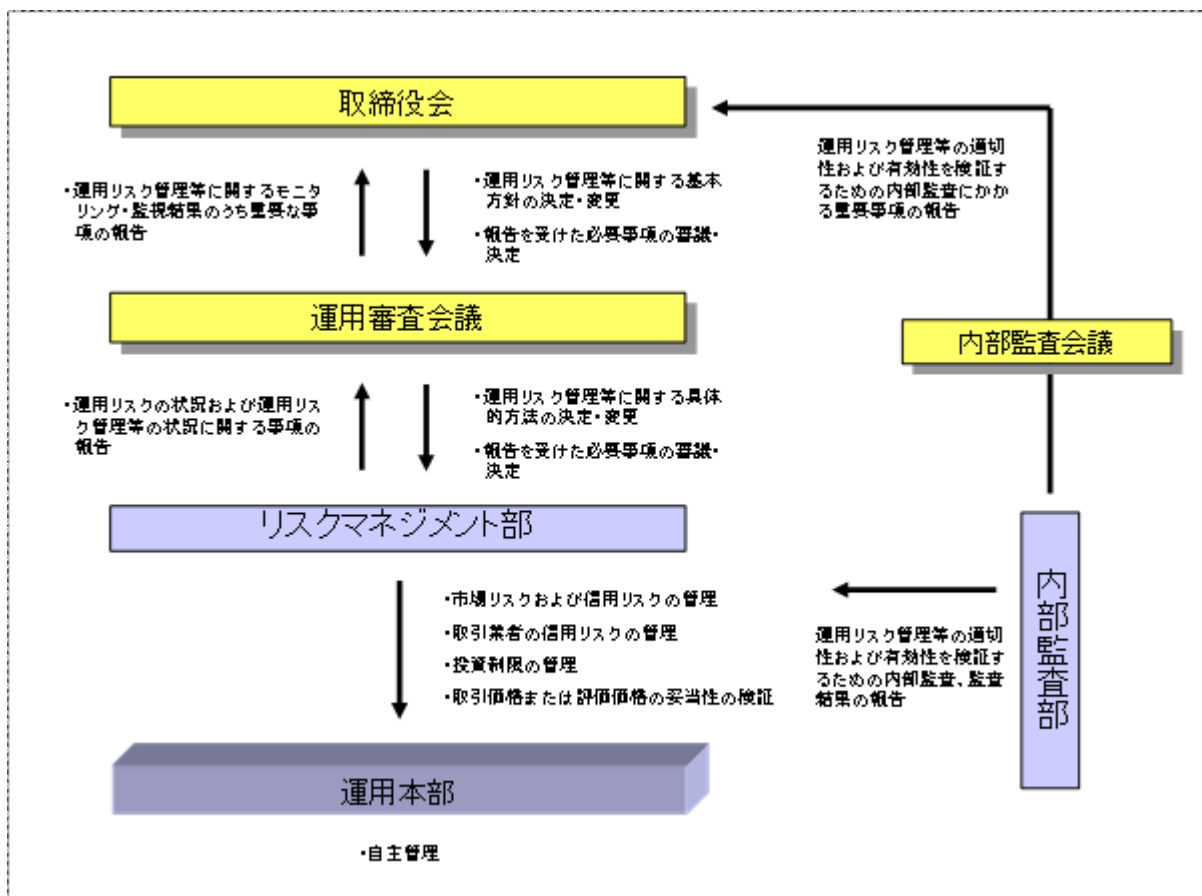 取締役会
・運用リスク管理等に関するモニ
タリング・監視結果のうち重要な事
項の報告
・運用リスク管理等に関する基本
方針の決定・変更
・報告を受けた必要事項の審議・
決定
運用リスク管理等の適切
性および有効性を検証す
るための内部監査にかか
る重要事項の報告
運用審査会議
内部監査会議
・運用リスクの状況および運用リス
ク管理等の状況に関する事項の
報告
・運用リスク管理等に関する具体
的方法の決定・変更
・報告を受けた必要事項の審議・
決定
リスクマネジメント部
・市場リスクおよび信用リスクの管理
・取引業者の信用リスクの管理
・投資制限の管理
・取引価格または評価価格の妥当性の検証
運用リスク管理等の適切
性および有効性を検証す
るための内部監査、監査
結果の報告
内部監査部
運用本部
・自主管理